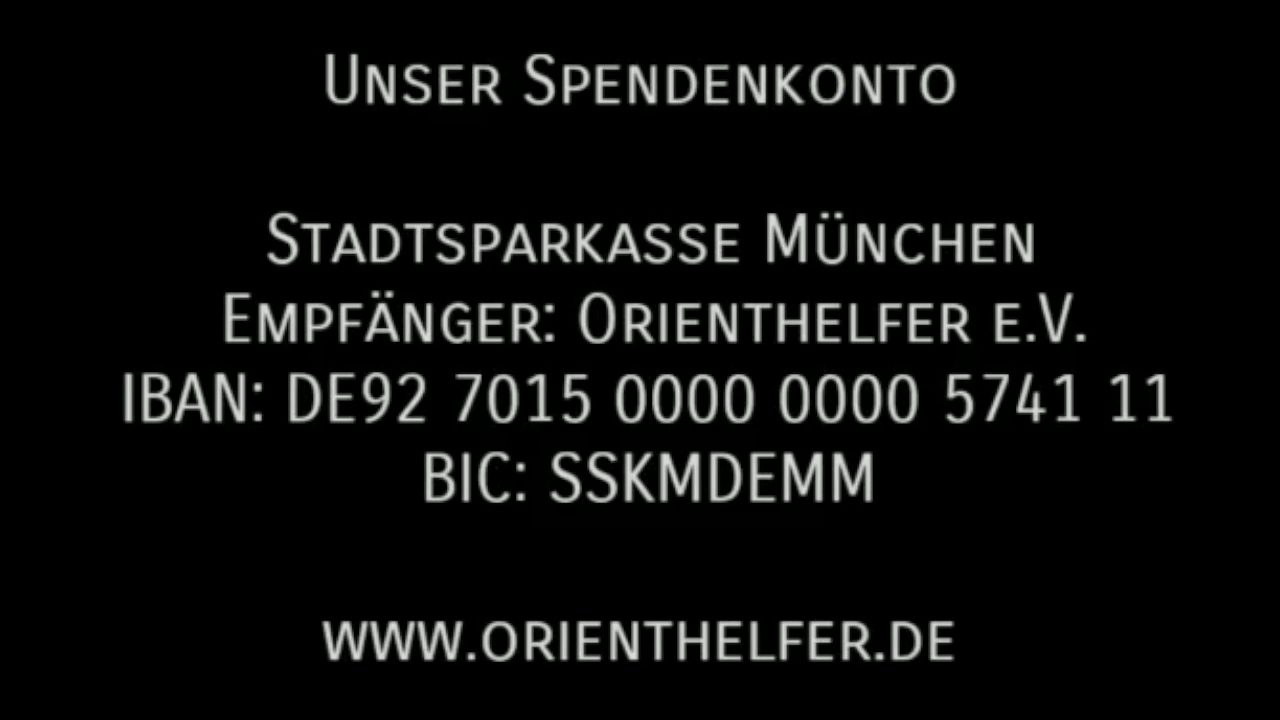 Unser Spendenkonto
Stadtsparkasse München
Empfänger: Orienthelfer e.V.
IBAN: DE92 7015 0000 0000 5741 11
BIC: SSKMDEMM
www.orienthelfer.de